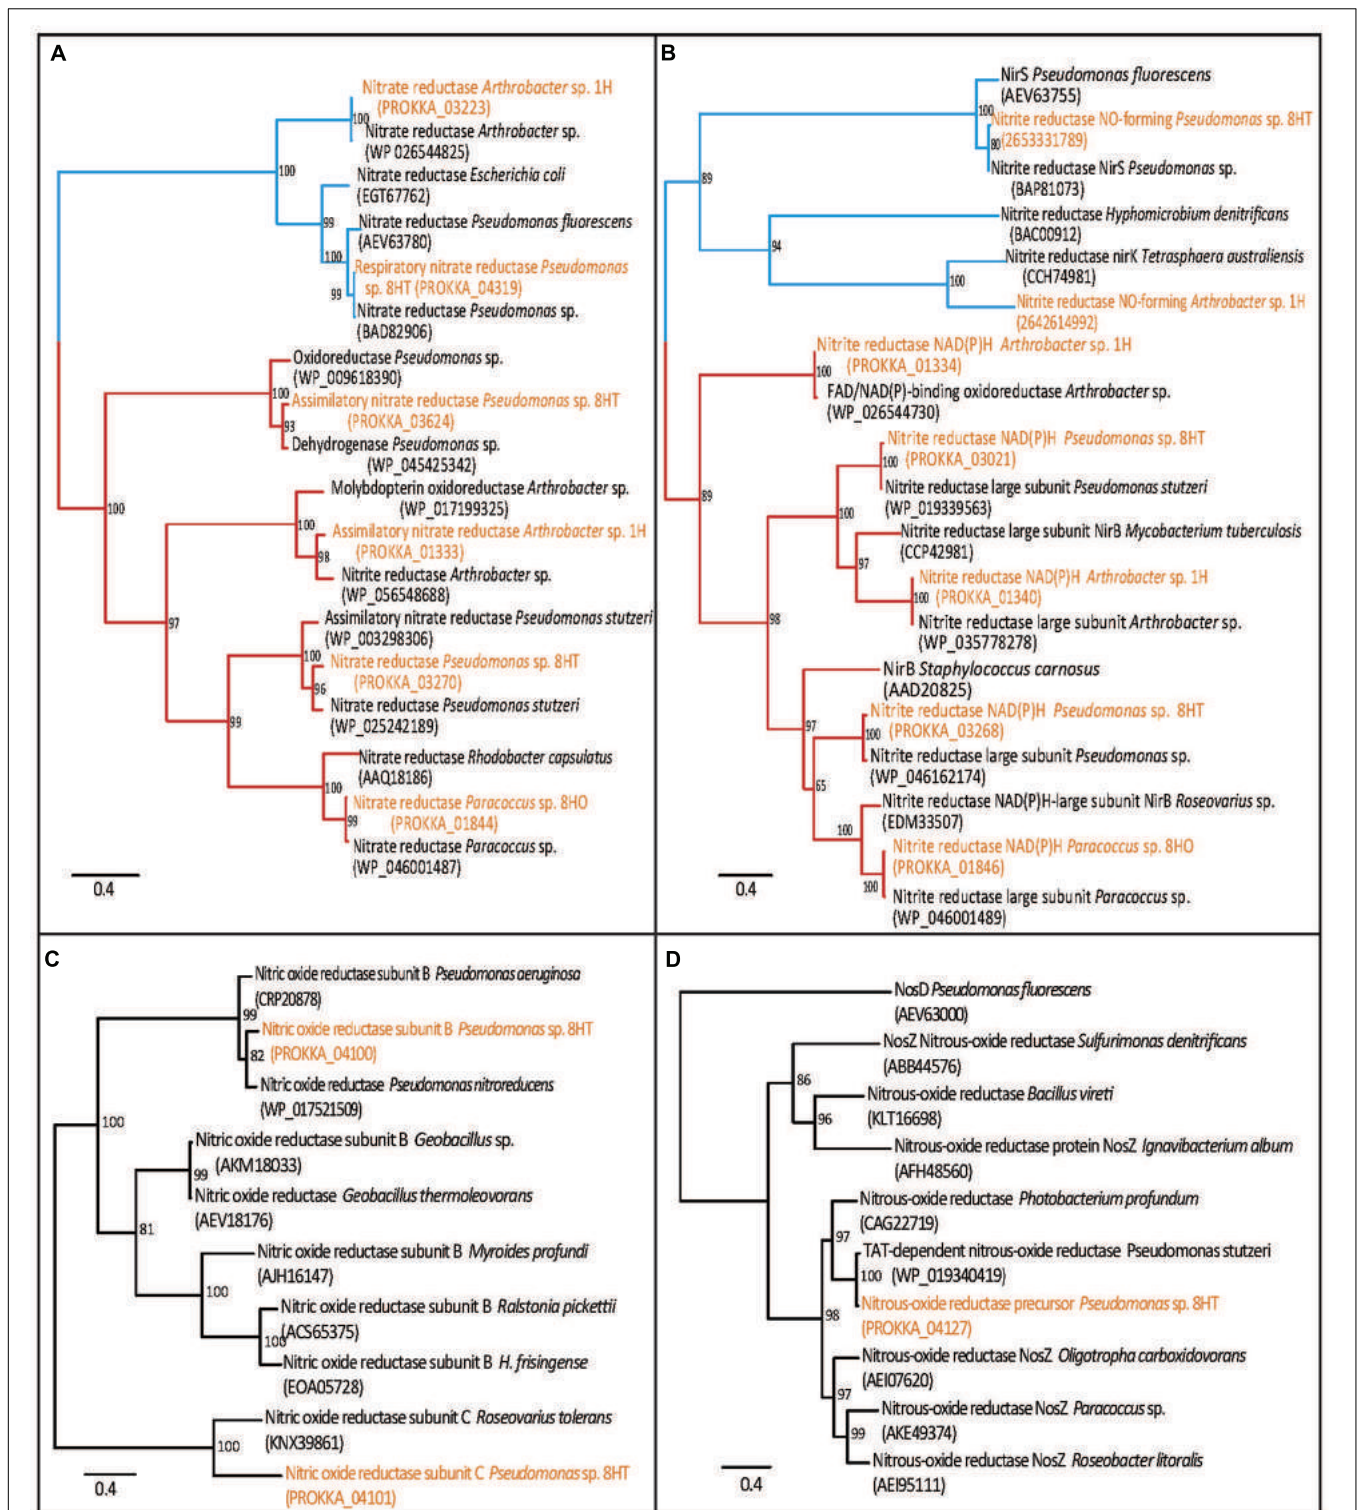 A
Nitrate reductase Arthrobacter sp. 1H
(PROKKA_03223)
100
Nitrate reductase Arthrobacter sp.
(WP 026544825)
100
Nitrate reductase Escherichia coli
(EGT67762)
99
Nitrate reductase Pseudomonas fluorescens
(AEV63780)
100
Respiratory nitrate reductase Pseudomonas
sp. 8HT (PROKKA_04319)
99
Nitrate reductase Pseudomonas sp.
(BAD82906)
Oxidoreductase Pseudomonas sp.
(WP_009618390)
100
Assimilatory nitrate reductase Pseudomonas sp. 8HT
(PROKKA_03624)
93
Dehydrogenase Pseudomonas sp.
(WP_045425342)
100
Molybdopterin oxidoreductase Arthrobacter sp.
(WP_017199325)
100
Assimilatory nitrate reductase Arthrobacter sp. 1H
(PROKKA_01333)
98
Nitrite reductase Arthrobacter sp.
(WP_056548688)
97
Assimilatory nitrate reductase Pseudomonas stutzeri
(WP_003298306)
100
Nitrate reductase Pseudomonas sp. 8HT
(PROKKA_03270)
96
Nitrate reductase Pseudomonas stutzeri
(WP_025242189)
99
Nitrate reductase Rhodobacter capsulatus
(AAQ18186)
100
Nitrate reductase Paracoccus sp. 8HO
(PROKKA_01844)
99
Nitrate reductase Paracoccus sp.
(WP_046001487)
0.4
B
NirS Pseudomonas fluorescens
(AEV63755)
100
Nitrite reductase NO-forming Pseudomonas sp. 8HT
(2653331789)
80
Nitrite reductase NirS Pseudomonas sp.
(BAP81073)
89
Nitrite reductase Hyphomicrobium denitrificans
(BAC00912)
94
Nitrite reductase nirK Tetrasphaera australiensis
(CCH74981)
100
Nitrite reductase NO-forming Arthrobacter sp. 1H
(2642614992)
Nitrite reductase NAD(P)H Arthrobacter sp. 1H
(PROKKA_01334)
100
FAD/NAD(P)-binding oxidoreductase Arthrobacter sp.
(WP_026544730)
Nitrite reductase NAD(P)H Pseudomonas sp. 8HT
(PROKKA_03021)
100
Nitrite reductase large subunit Pseudomonas stutzeri
(WP_019339563)
89
100
Nitrite reductase large subunit NirB Mycobacterium tuberculosis
(CCP42981)
97
Nitrite reductase NAD(P)H Arthrobacter sp. 1H
(PROKKA_01340)
100
Nitrite reductase large subunit Arthrobacter sp.
(WP_035778278)
98
NirB Staphylococcus carnosus
(AAD20825)
97
Nitrite reductase NAD(P)H Pseudomonas sp. 8HT
(PROKKA_03268)
100
Nitrite reductase large subunit Pseudomonas sp.
(WP_046162174)
65
Nitrite reductase NAD(P)H-large subunit NirB Roseovarius sp.
(EDM33507)
100
Nitrite reductase NAD(P)H Paracoccus sp. 8HO
(PROKKA_01846)
100
Nitrite reductase large subunit Paracoccus sp.
(WP_046001489)
0.4
C
Nitric oxide reductase subunit B Pseudomonas aeruginosa
(CRP20878)
99
Nitric oxide reductase subunit B Pseudomonas sp. 8HT
82 (PROKKA_04100)
Nitric oxide reductase Pseudomonas nitroreducens
(WP_017521509)
100
Nitric oxide reductase subunit B Geobacillus sp.
(AKM18033)
99
Nitric oxide reductase Geobacillus thermoleovorans
(AEV18176)
81
Nitric oxide reductase subunit B Myroides profundi
(AJH16147)
100
Nitric oxide reductase subunit B Ralstonia pickettii
(ACS65375)
100
Nitric oxide reductase subunit B H. frisingense
(EOA05728)
Nitric oxide reductase subunit C Roseovarius tolerans
(KNX39861)
100
Nitric oxide reductase subunit C Pseudomonas sp. 8HT
(PROKKA_04101)
0.4
D
NosD Pseudomonas fluorescens
(AEV63000)
NosZ Nitrous-oxide reductase Sulfurimonas denitrificans
(ABB44576)
86
Nitrous-oxide reductase Bacillus vireti
(KLT16698)
96
Nitrous-oxide reductase protein NosZ Ignavibacterium album
(AFH48560)
Nitrous-oxide reductase Photobacterium profundum
(CAG22719)
97
TAT-dependent nitrous-oxide reductase Pseudomonas stutzeri
100 (WP_019340419)
Nitrous-oxide reductase precursor Pseudomonas sp. 8HT
(PROKKA_04127)
98
Nitrous-oxide reductase NosZ Oligotropha carboxidovorans
(AEI07620)
97
Nitrous-oxide reductase NosZ Paracoccus sp.
(AKE49374)
99
Nitrous-oxide reductase NosZ Roseobacter litoralis
(AEI95111)
0.4